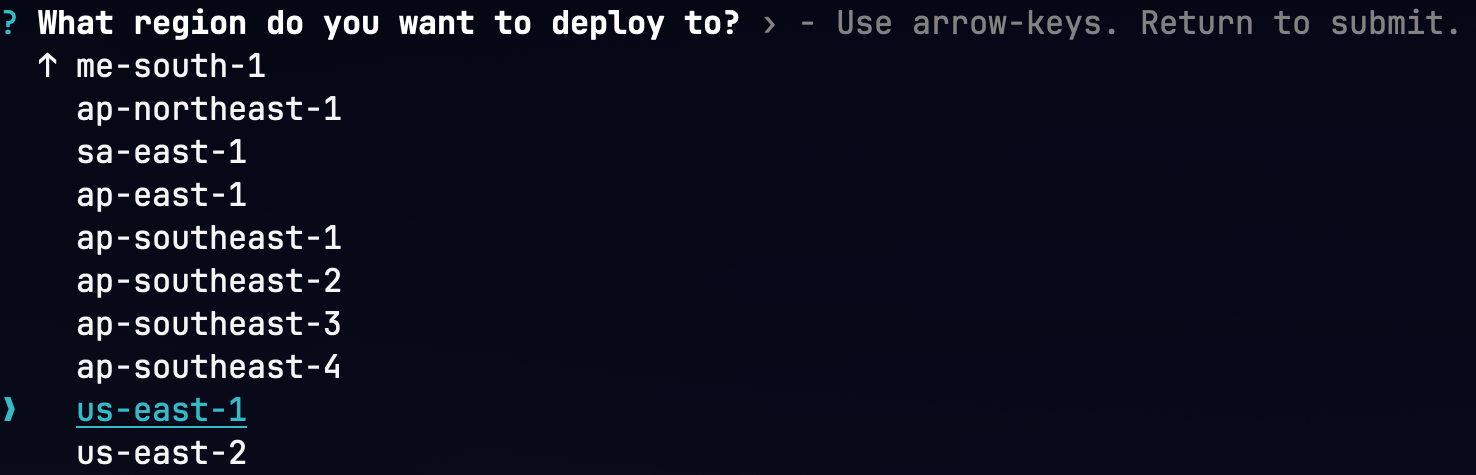 ? What region do you want to deploy to? › - Use arrow-keys. Return to submit.
↑ me-south-1
ap-northeast-1
sa-east-1
ap-east-1
ap-southeast-1
ap-southeast-2
ap-southeast-3
ap-southeast-4
❯ us-east-1
us-east-2